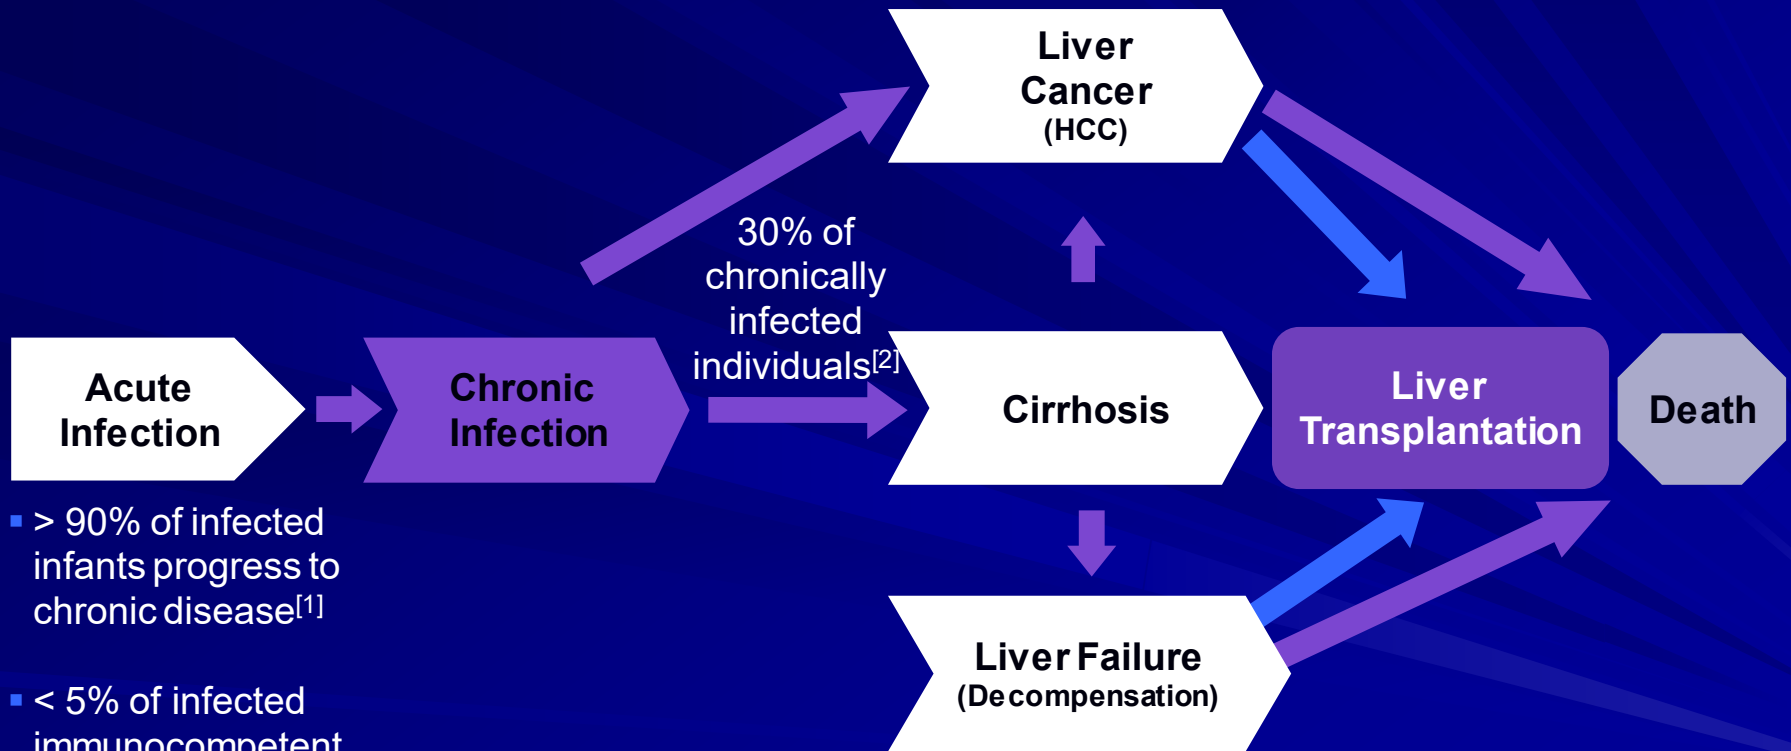 Liver
Cancer
(HCC)
30% of
chronically
infected
individuals[2]
Acute
Infection
Chronic
Infection
Cirrhosis
Liver
Transplantation
Death
> 90% of infected
infants progress to
chronic disease[1]
< 5% of infected
immunocompetent
Liver Failure
(Decompensation)